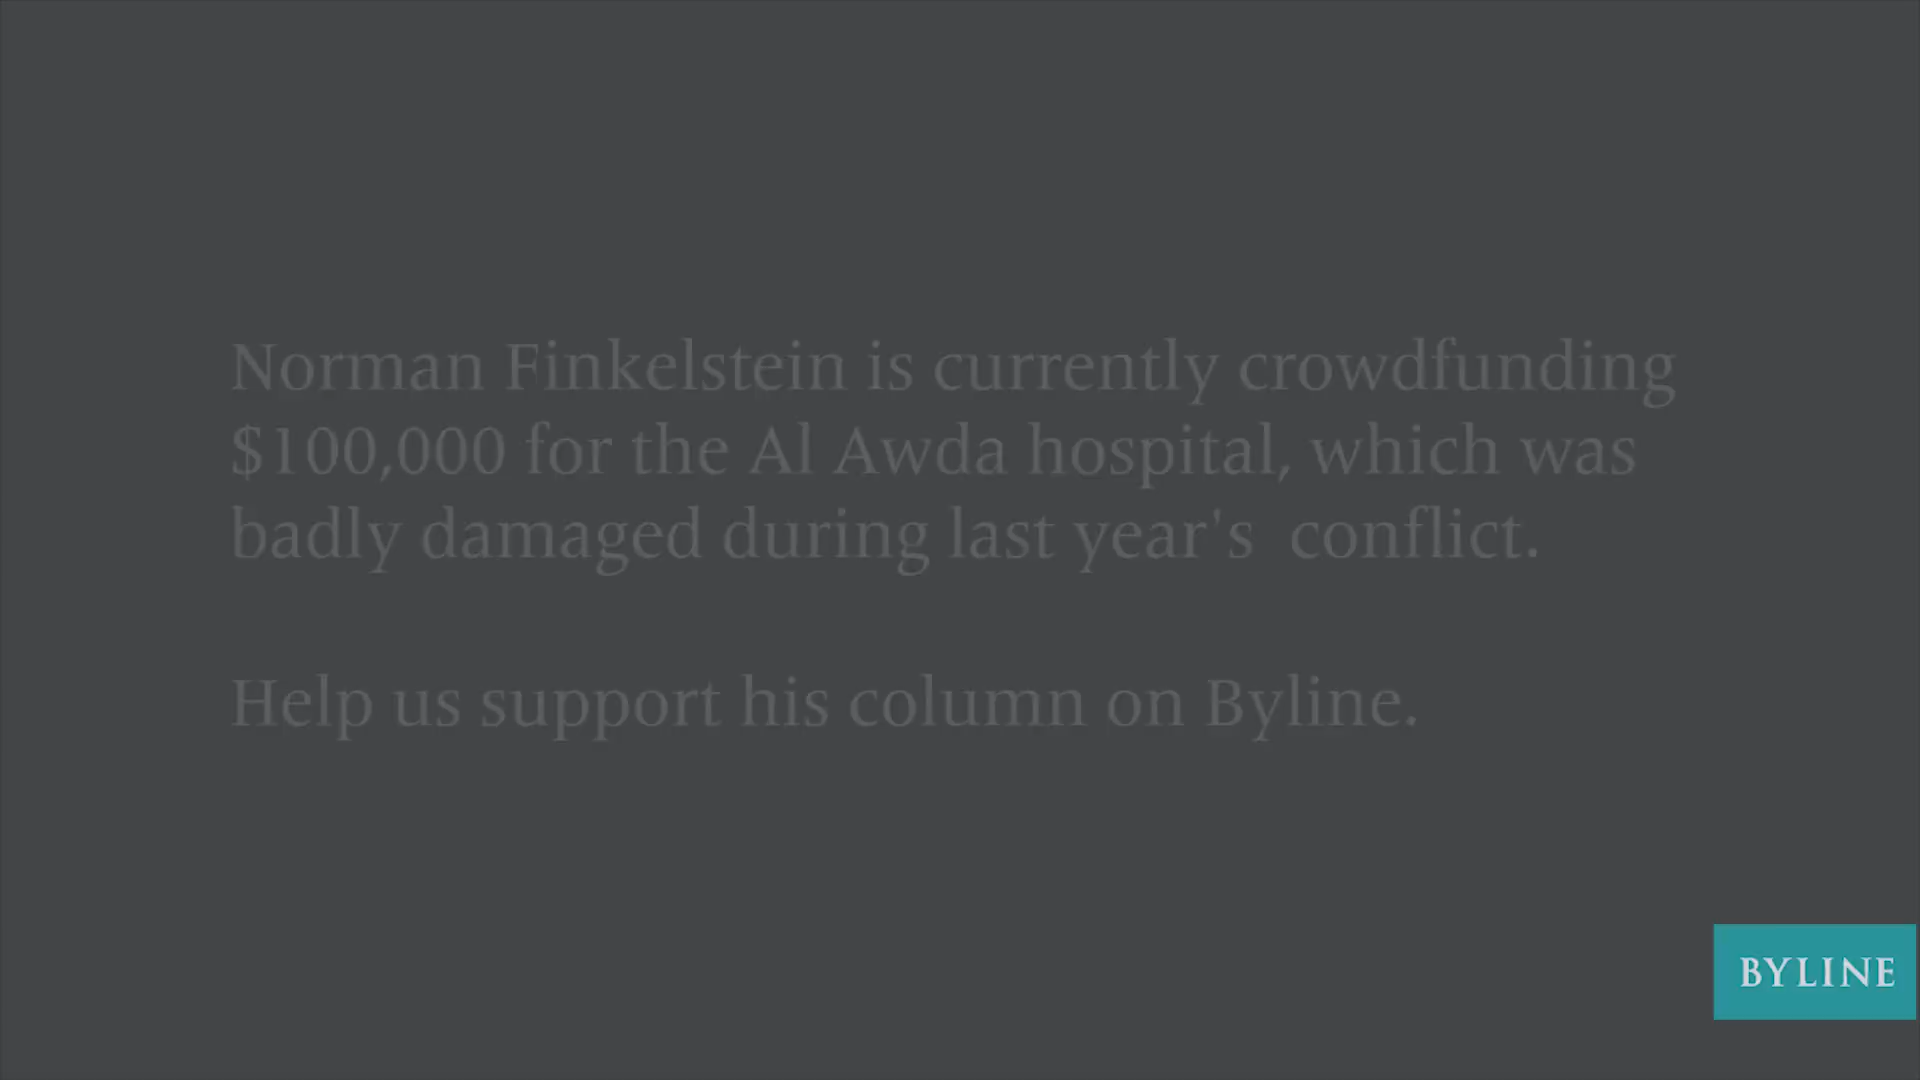 Norman Finkelstein is currently crowdfunding
$100,000 for the Al Awda hospital, which was
badly damaged during last year's  conflict.
Help us support his column on Byline.
BYLINE